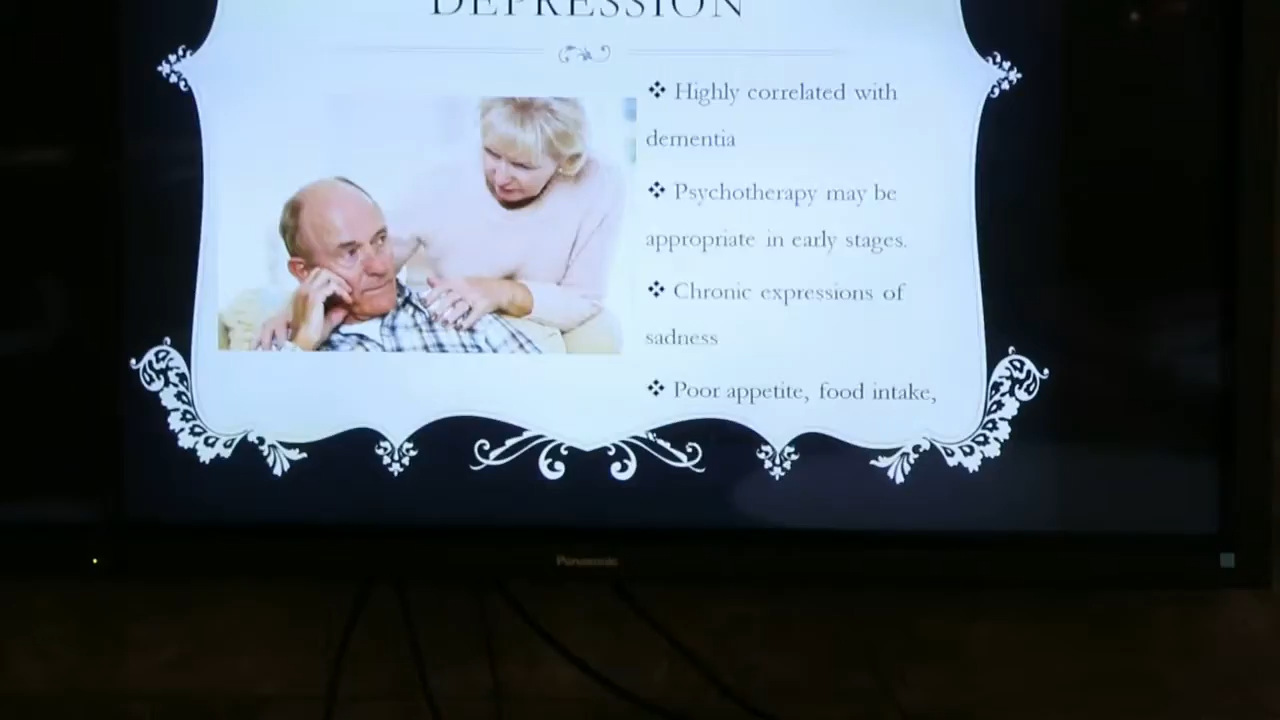 DEPRESSION
❖ Highly correlated with
dementia
❖ Psychotherapy may be
appropriate in early stages.
❖ Chronic expressions of
sadness
❖ Poor appetite, food intake,
Panasonic